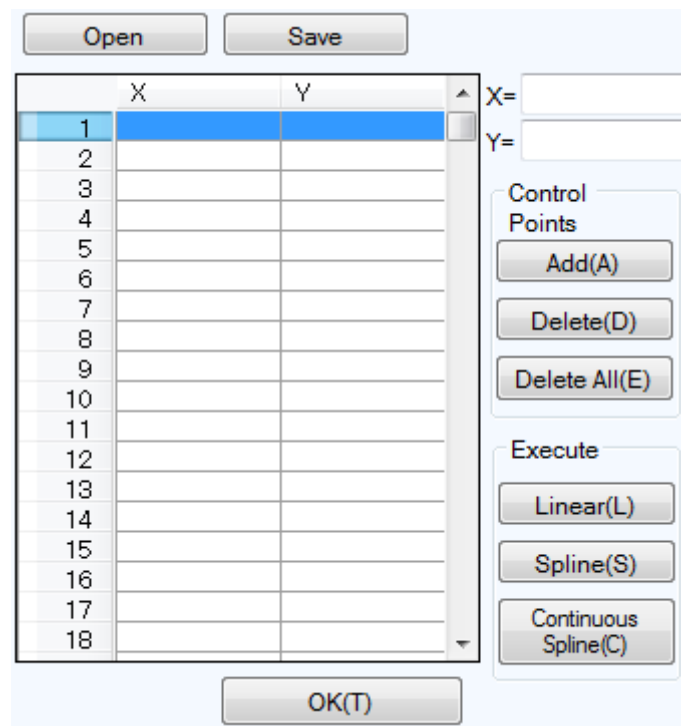 Open Save
X Y
X=
Y=
1
2
3
4
5
6
7
8
9
10
11
12
13
14
15
16
17
18
Control
Points
Add(A)
Delete(D)
Delete All(E)
Execute
Linear(L)
Spline(S)
Continuous
Spline(C)
OK(T)